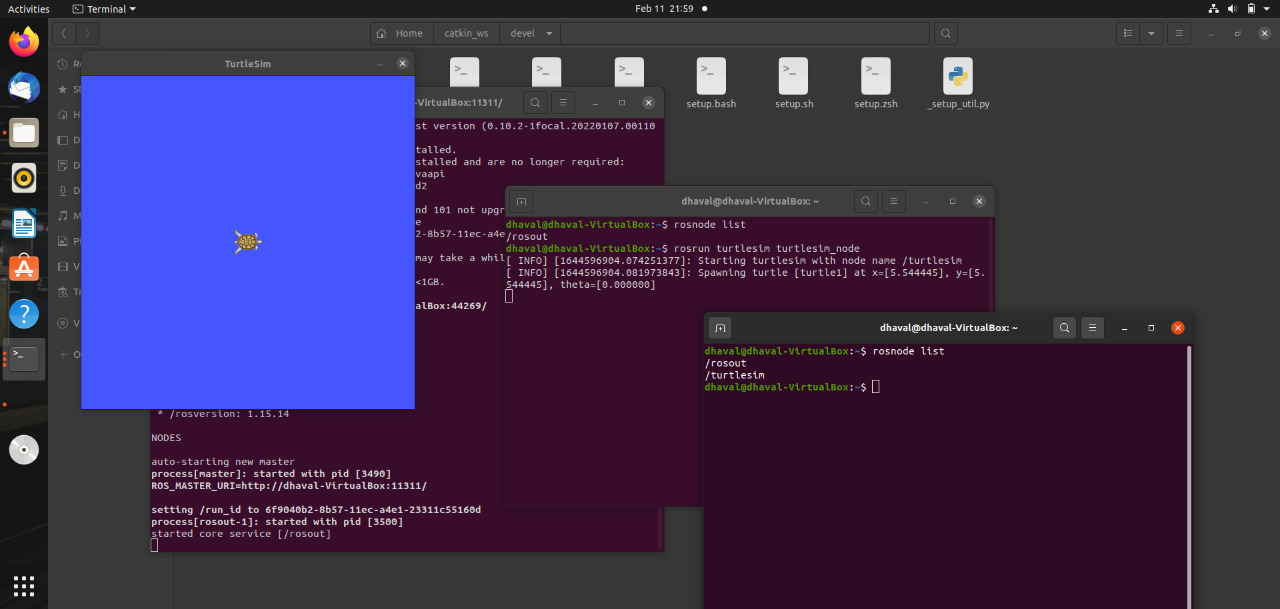 Activities
Terminal
Feb 11 21:59
Home
catkin_ws
devel
TurtleSim
setup.bash
setup.sh
setup.zsh
_setup_util.py
-VirtualBox:11311/
st version (0.10.2-1focal.20220107.00110
talled.
stalled and are no longer required:
vaapi
d2
nd 101 not upgr
e
2-8b57-11ec-a4e
may take a whil
<1GB.
alBox:44269/
* /rosversion: 1.15.14
NODES
auto-starting new master
process[master]: started with pid [3490]
ROS_MASTER_URI=http://dhaval-VirtualBox:11311/
setting /run_id to 6f9040b2-8b57-11ec-a4e1-23311c55160d
process[rosout-1]: started with pid [3500]
started core service [/rosout]
dhaval@dhaval-VirtualBox: ~
dhaval@dhaval-VirtualBox:~$ rosnode list
/rosout
dhaval@dhaval-VirtualBox:~$ rosrun turtlesim turtlesim_node
[ INFO] [1644596904.074251377]: Starting turtlesim with node name /turtlesim
[ INFO] [1644596904.081973843]: Spawning turtle [turtle1] at x=[5.544445], y=[5.
544445], theta=[0.000000]
dhaval@dhaval-VirtualBox: ~
dhaval@dhaval-VirtualBox:~$ rosnode list
/rosout
/turtlesim
dhaval@dhaval-VirtualBox:~$